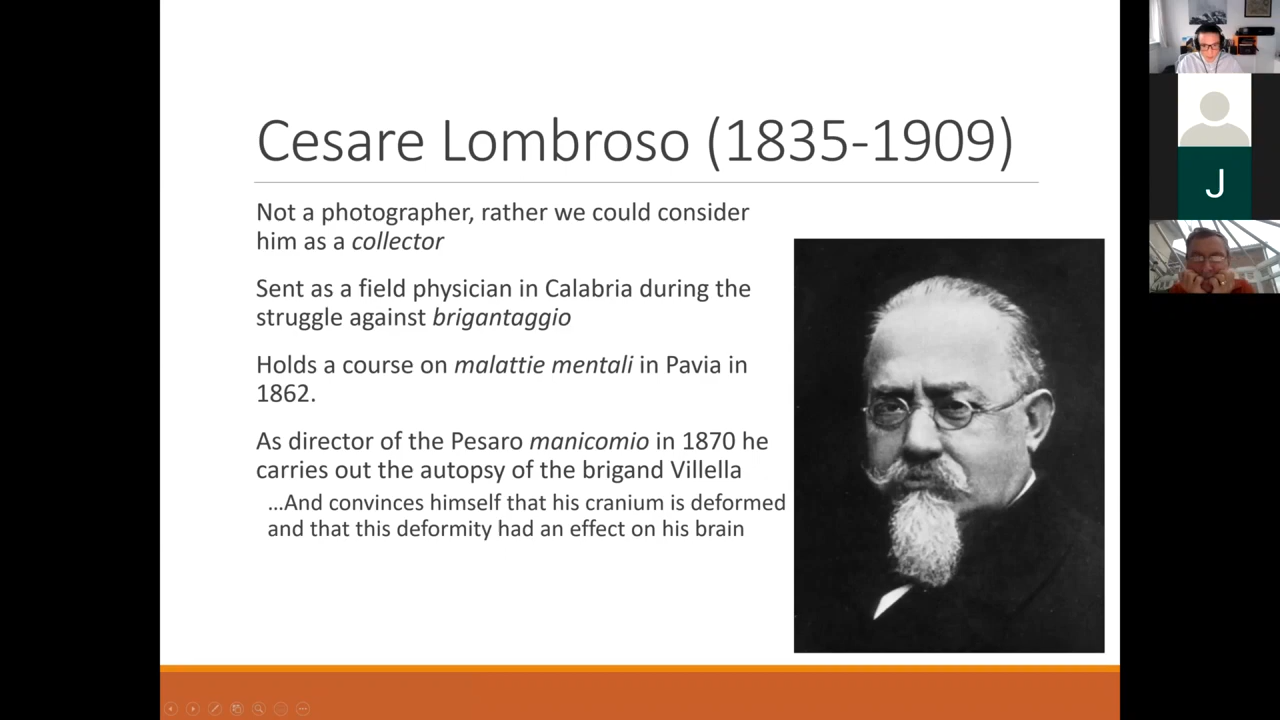 Cesare Lombroso (1835-1909)
Not a photographer, rather we could consider
him as a collector
Sent as a field physician in Calabria during the
struggle against brigantaggio
Holds a course on malattie mentali in Pavia in
1862.
As director of the Pesaro manicomio in 1870 he
carries out the autopsy of the brigand Villella
…And convinces himself that his cranium is deformed
and that this deformity had an effect on his brain
J